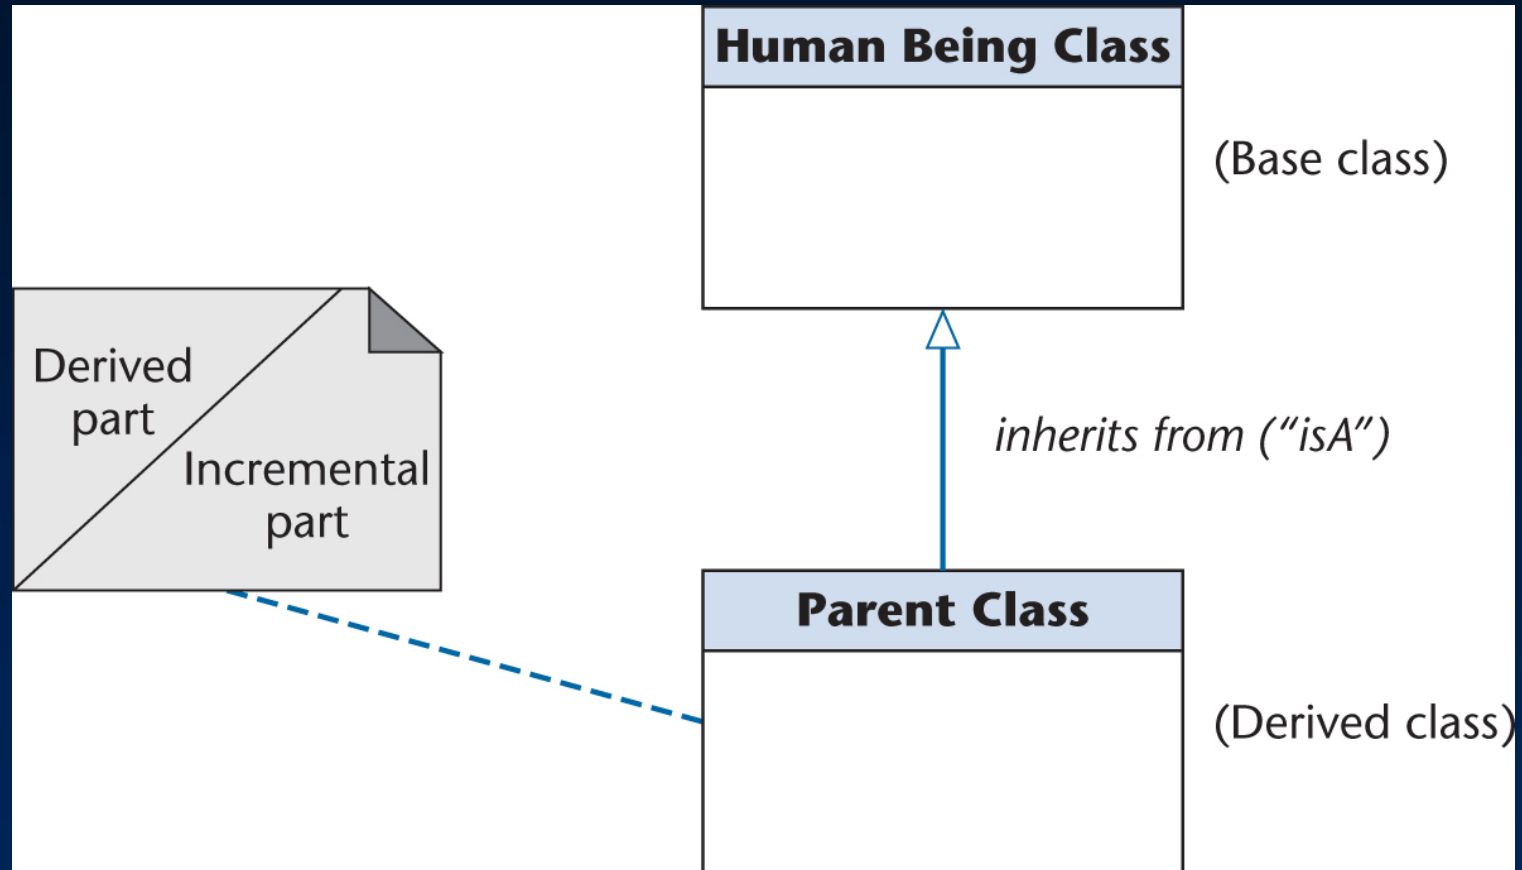 Human Being Class
(Base class)
Derived
part
Incremental
part
inherits from (“isA”)
Parent Class
(Derived class)